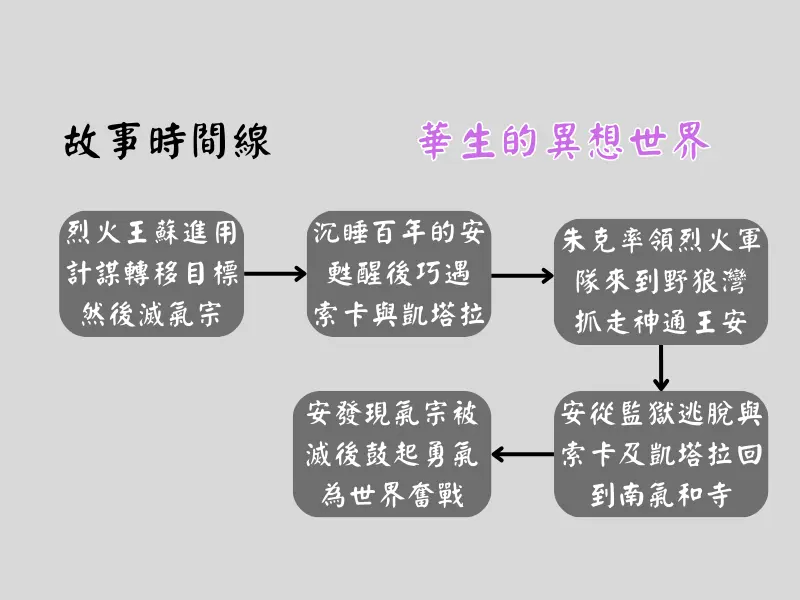 故事時間線
華生的異想世界
烈火王蘇進用
計謀轉移目標
然後滅氣宗
沉睡百年的安
甦醒後巧遇
索卡與凱塔拉
朱克率領烈火軍
隊來到野狼灣
抓走神通王安
安從監獄逃脫與
索卡及凱塔拉回
到南氣和寺
安發現氣宗被
滅後鼓起勇氣
為世界奮戰